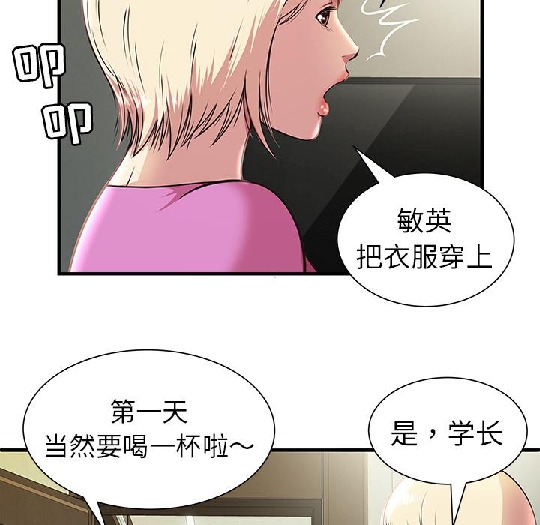 叩
叩
敏英
把衣服穿上
第一天
当然要喝一杯啦～
是，学长